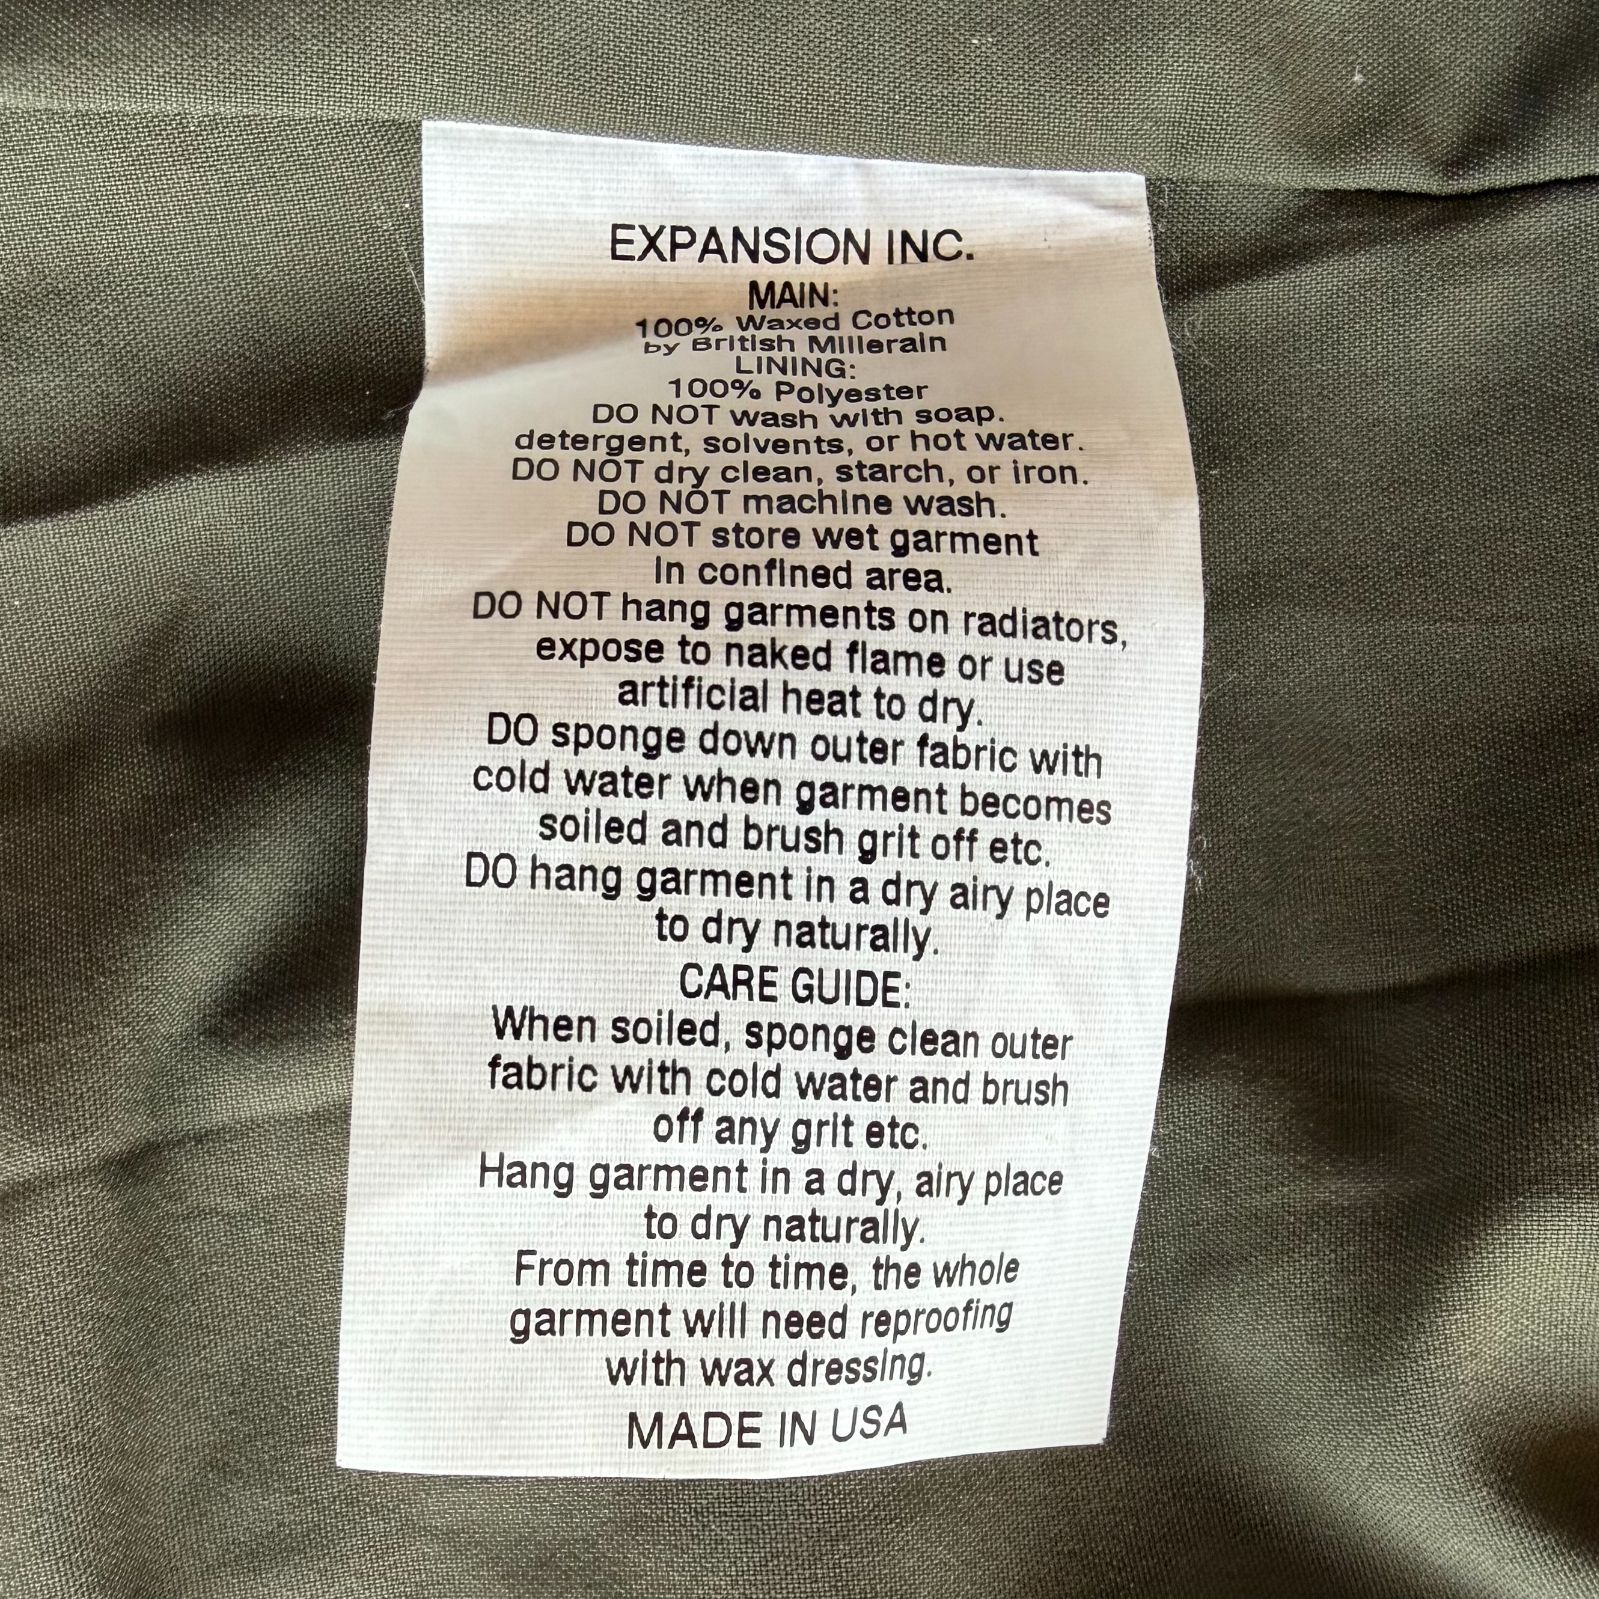 EXPANSION INC.
MAIN:
100% Waxed Cotton
by British Millerain
LINING:
100% Polyester
DO NOT wash with soap.
detergent, solvents, or hot water.
DO NOT dry clean, starch, or iron.
DO NOT machine wash.
DO NOT store wet garment
in confined area.
DO NOT hang garments on radiators,
expose to naked flame or use
artificial heat to dry.
DO sponge down outer fabric with
cold water when garment becomes
soiled and brush grit off etc.
DO hang garment in a dry airy place
to dry naturally.
CARE GUIDE:
When soiled, sponge clean outer
fabric with cold water and brush
off any grit etc.
Hang garment in a dry, airy place
to dry naturally.
From time to time, the whole
garment will need reproofing
with wax dressing.
MADE IN USA